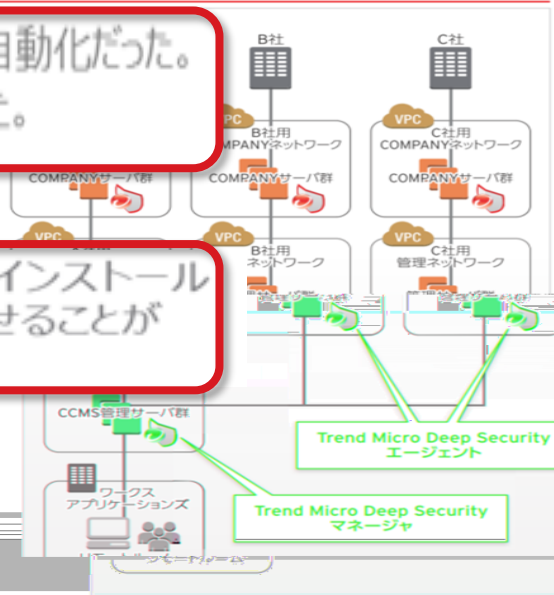 自動化だった。
た。
B社
C社
VPC
VPC
B社用
COMPANYネットワーク
C社用
COMPANYネットワーク
COMPANYサーバ群
COMPANYサーバ群
COMPANYサーバ群
VPC
VPC
VPC
インストール
せることが
B社用
ネットワーク
C社用
管理ネットワーク
CCMS管理サーバ群
Trend Micro Deep Security
エージェント
ワークス
アプリケーションズ
Trend Micro Deep Security
マネージャ